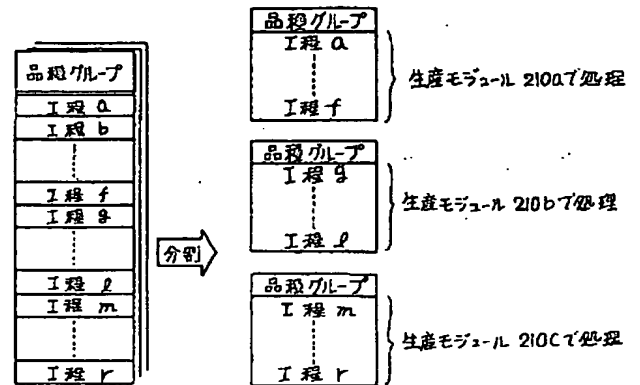 品種グループ
工程 a
工程 b
工程 f
工程 g
工程 l
工程 m
工程 r
分割
品種グループ
工程 a
工程 f
生産モジュール 210aで処理
品種グループ
工程 g
工程 l
生産モジュール 210bで処理
品種グループ
工程 m
工程 r
生産モジュール 210Cで処理